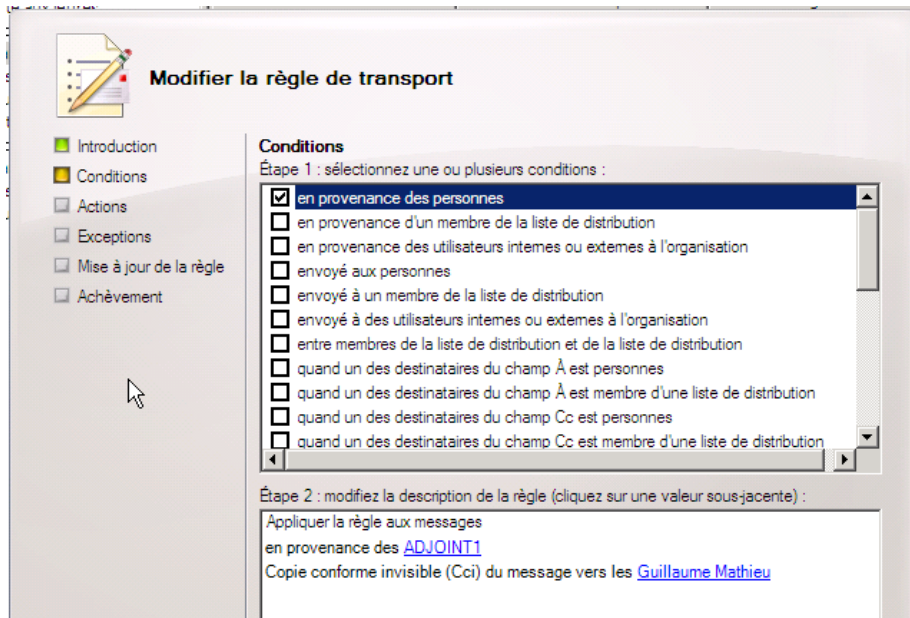 Modifier la règle de transport
Introduction
Conditions
Actions
Exceptions
Mise à jour de la règle
Achèvement
Conditions
Étape 1 : sélectionnez une ou plusieurs conditions :
en provenance des personnes
en provenance d'un membre de la liste de distribution
en provenance des utilisateurs internes ou externes à l'organisation
envoyé aux personnes
envoyé à un membre de la liste de distribution
envoyé à des utilisateurs internes ou externes à l'organisation
entre membres de la liste de distribution et de la liste de distribution
quand un des destinataires du champ À est personnes
quand un des destinataires du champ À est membre d'une liste de distribution
quand un des destinataires du champ Cc est personnes
quand un des destinataires du champ Cc est membre d'une liste de distribution
Étape 2 : modifiez la description de la règle (cliquez sur une valeur sous-jacente) :
Appliquer la règle aux messages
en provenance des ADJOINT1
Copie conforme invisible (Cci) du message vers les Guillaume Mathieu